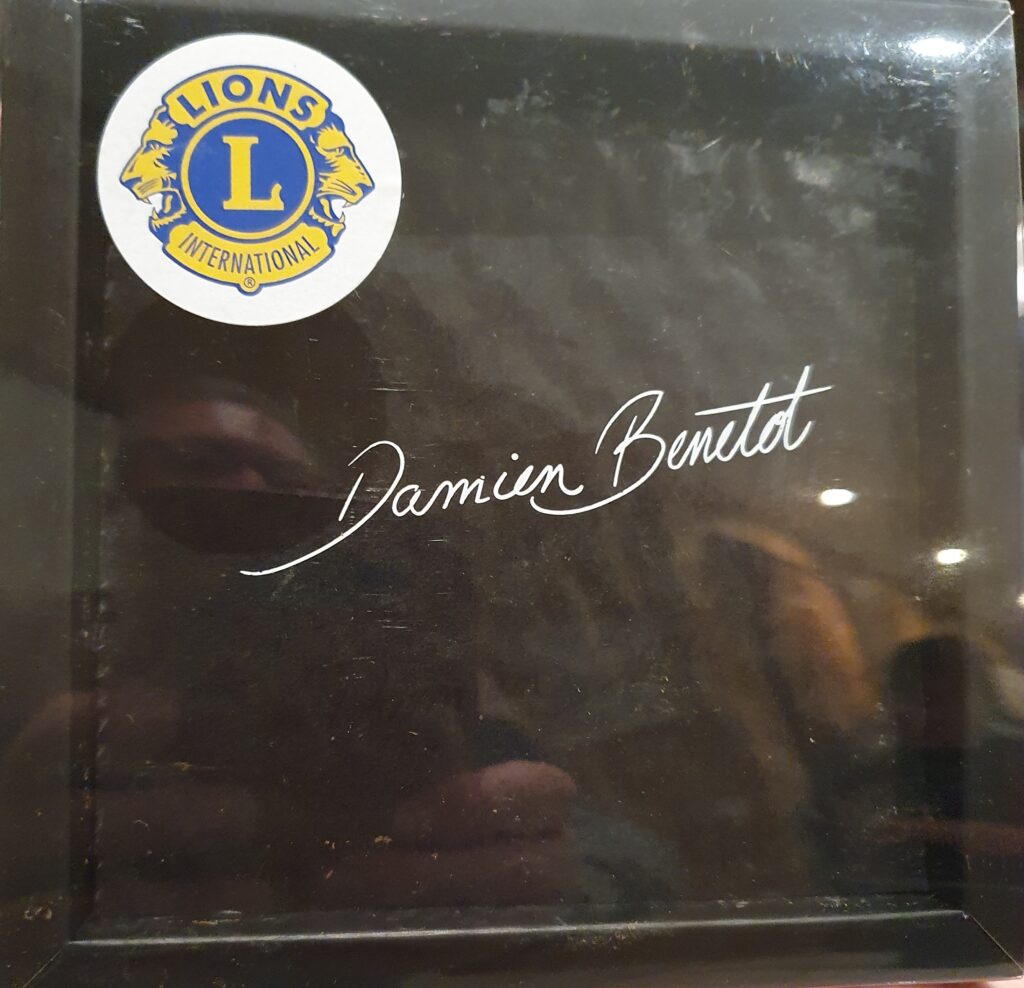 LIONS
L
INTERNATIONAL
®
Damien Benetot